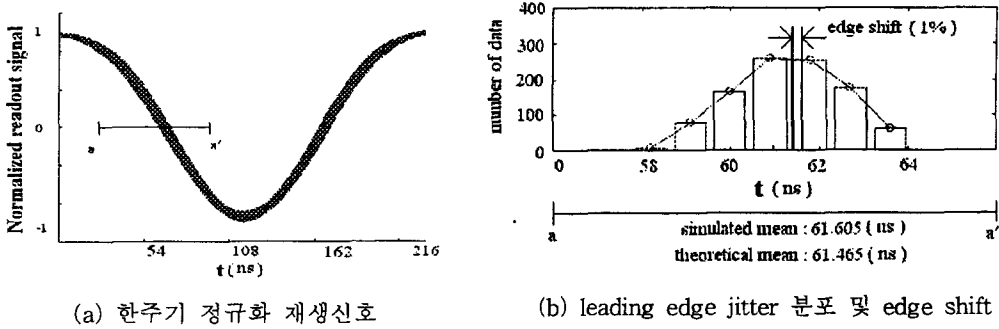 Normalized readout signal
1
0
-1
a
a'
54
108
162
216
t(ns)
(a) 한주기 정규화 재생신호
number of data
400
300
200
100
0
edge shift ( 1%)
0
58
60
62
64
t (ns)
a
a'
simulated mean : 61.605 ( ns )
theoretical mean : 61.465 ( ns )
(b) leading edge jitter 분포 및 edge shift